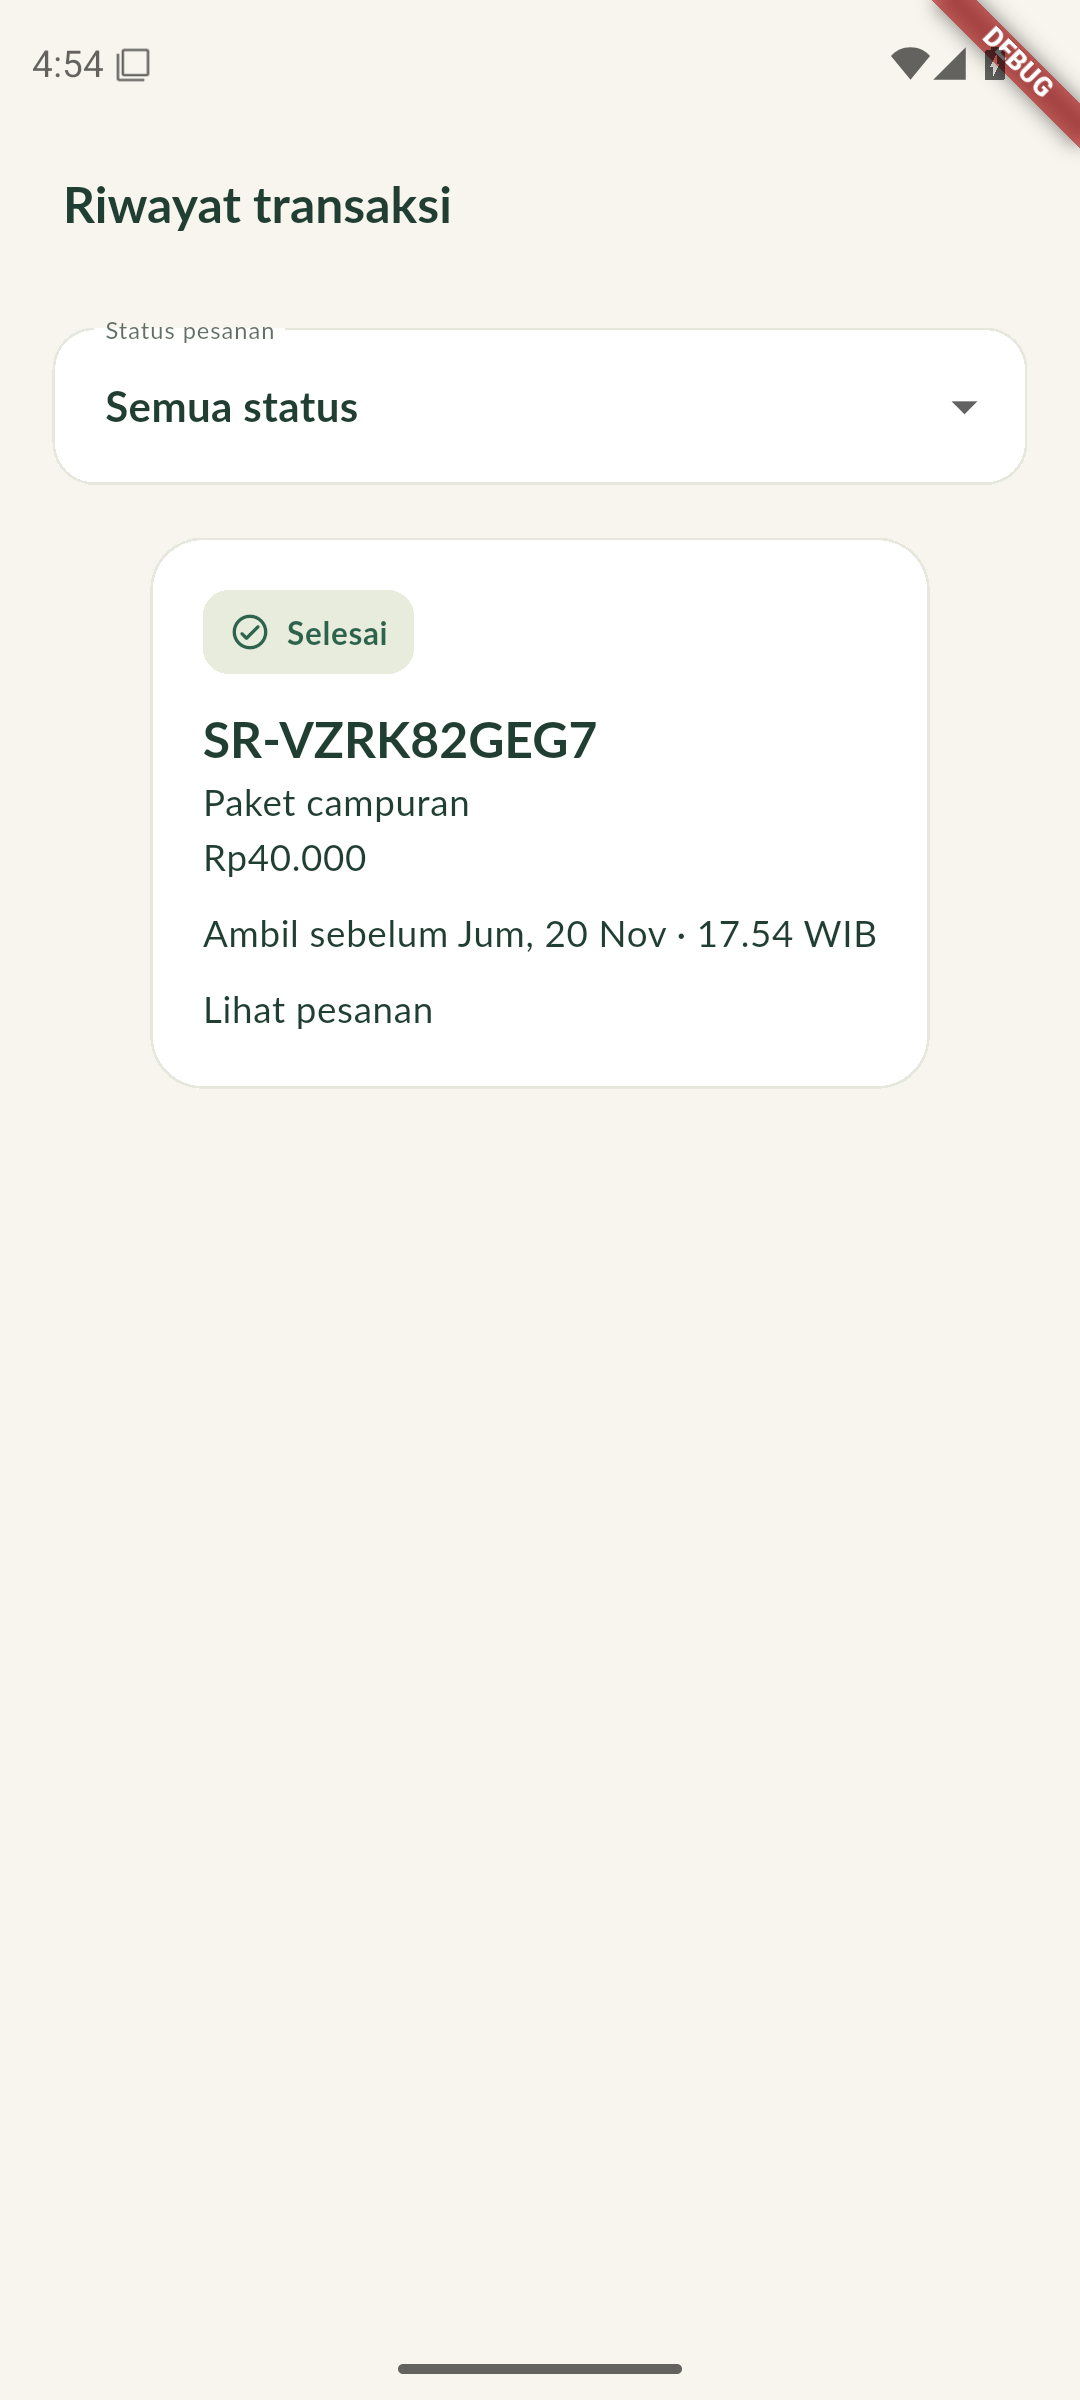 4:54
DEBUG
Riwayat transaksi
Status pesanan
Semua status
Selesai
SR-VZRK82GEG7
Paket campuran
Rp40.000
Ambil sebelum Jum, 20 Nov · 17.54 WIB
Lihat pesanan